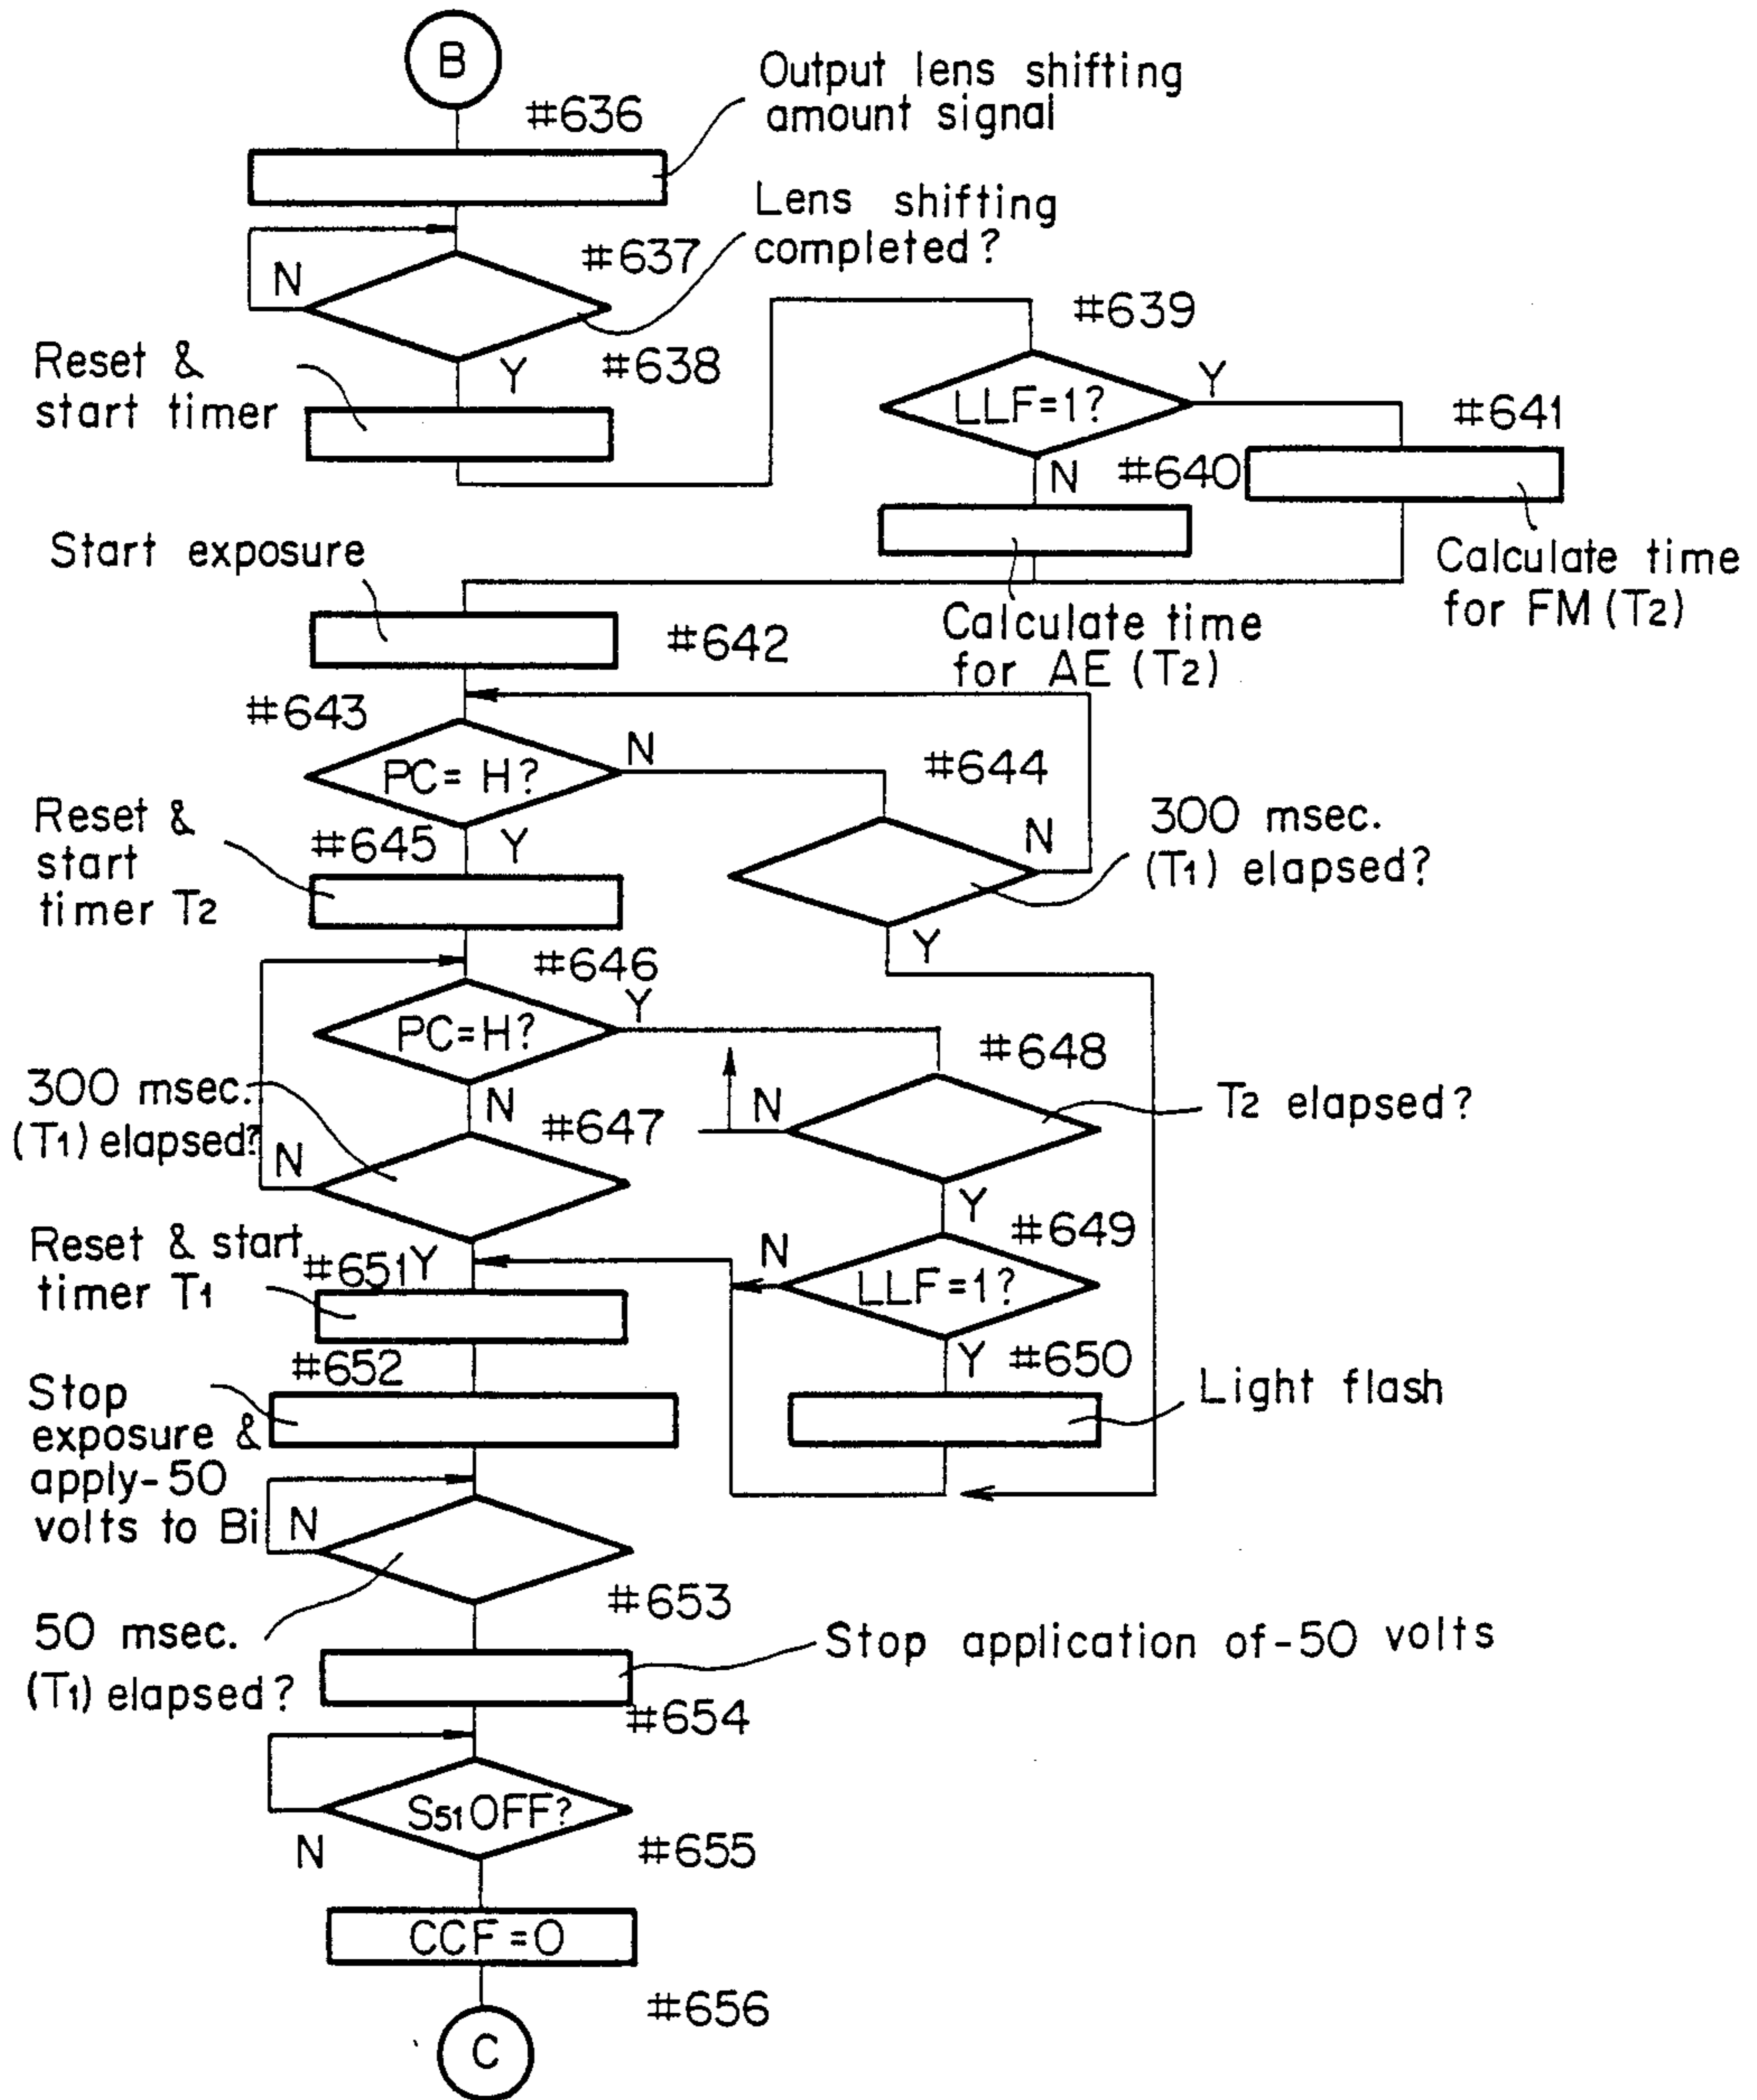 B
#636
Output lens shifting
amount signal
Lens shifting
completed?
#637
N
#638
Y
Reset &
start timer
#639
LLF=1?
Y
#641
N
#640
Start exposure
Calculate time
for FM (T2)
#642
Calculate time
for AE (T2)
#643
PC=H?
N
#644
300 msec.
(T1) elapsed?
N
Reset &
start
timer T2
#645
Y
Y
#646
PC=H?
Y
#648
T2 elapsed?
N
300 msec.
(T1) elapsed?
N
#647
N
Y
Reset & start
timer T1
#651
Y
#649
N
LLF=1?
#652
Y
#650
Light flash
Stop
exposure &
apply-50
volts to Bi
N
#653
50 msec.
(T1) elapsed?
Stop application of-50 volts
#654
S51OFF?
N
#655
CCF=0
#656
C